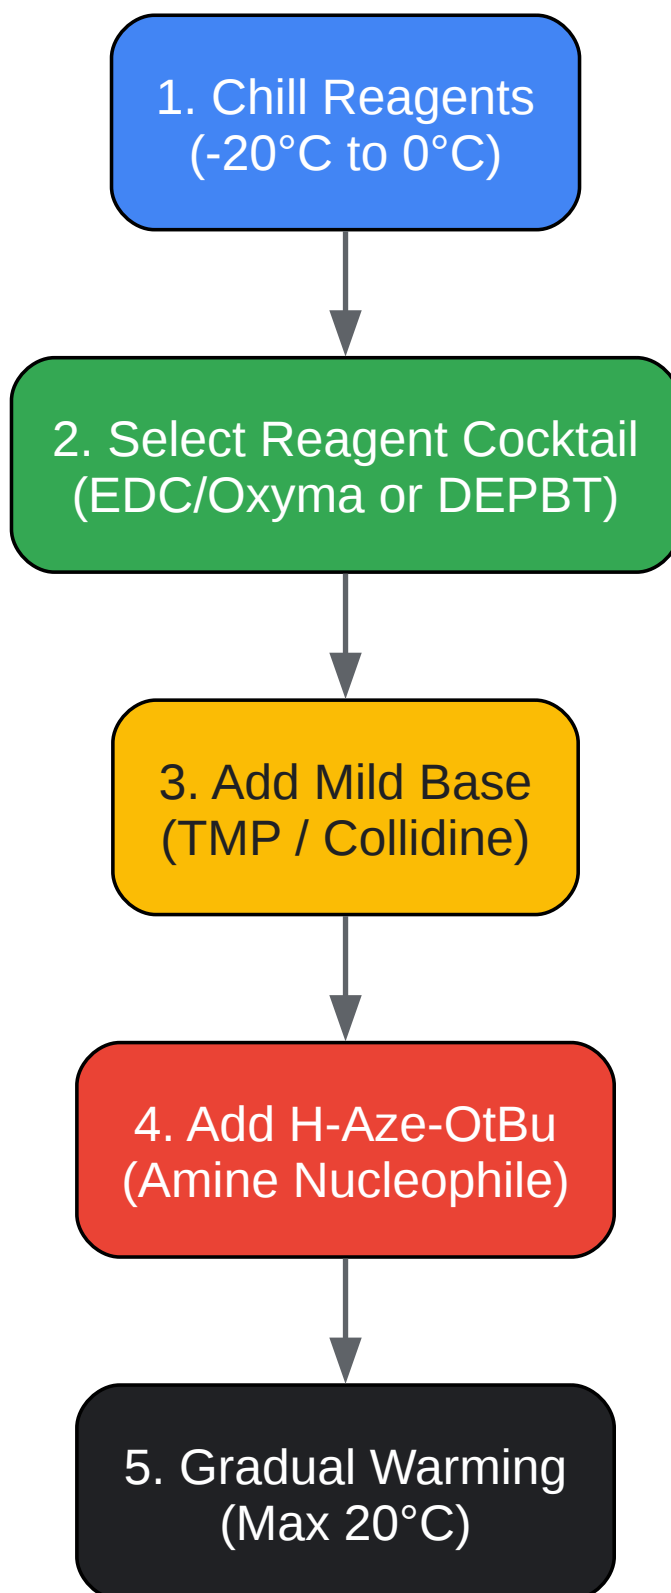 1. Chill Reagents
(-20°C to 0°C)
2. Select Reagent Cocktail
(EDC/Oxyma or DEPBT)
3. Add Mild Base
(TMP / Collidine)
4. Add H-Aze-OtBu
(Amine Nucleophile)
5. Gradual Warming
(Max 20°C)